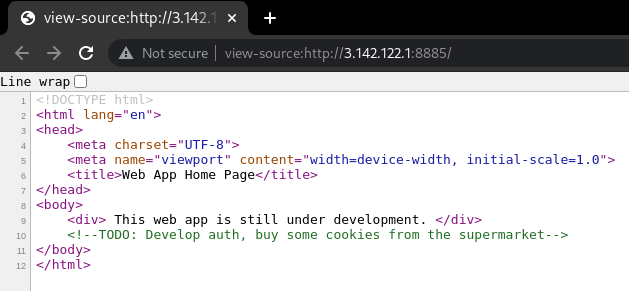 view-source:http://3.142.1
Not secure view-source:http://3.142.122.1:8885/
Line wrap
1 <!DOCTYPE html>
2 <html lang="en">
3 <head>
4     <meta charset="UTF-8">
5     <meta name="viewport" content="width=device-width, initial-scale=1.0">
6     <title>Web App Home Page</title>
7 </head>
8 <body>
9     <div> This web app is still under development. </div>
10     <!--TODO: Develop auth, buy some cookies from the supermarket-->
11 </body>
12 </html>